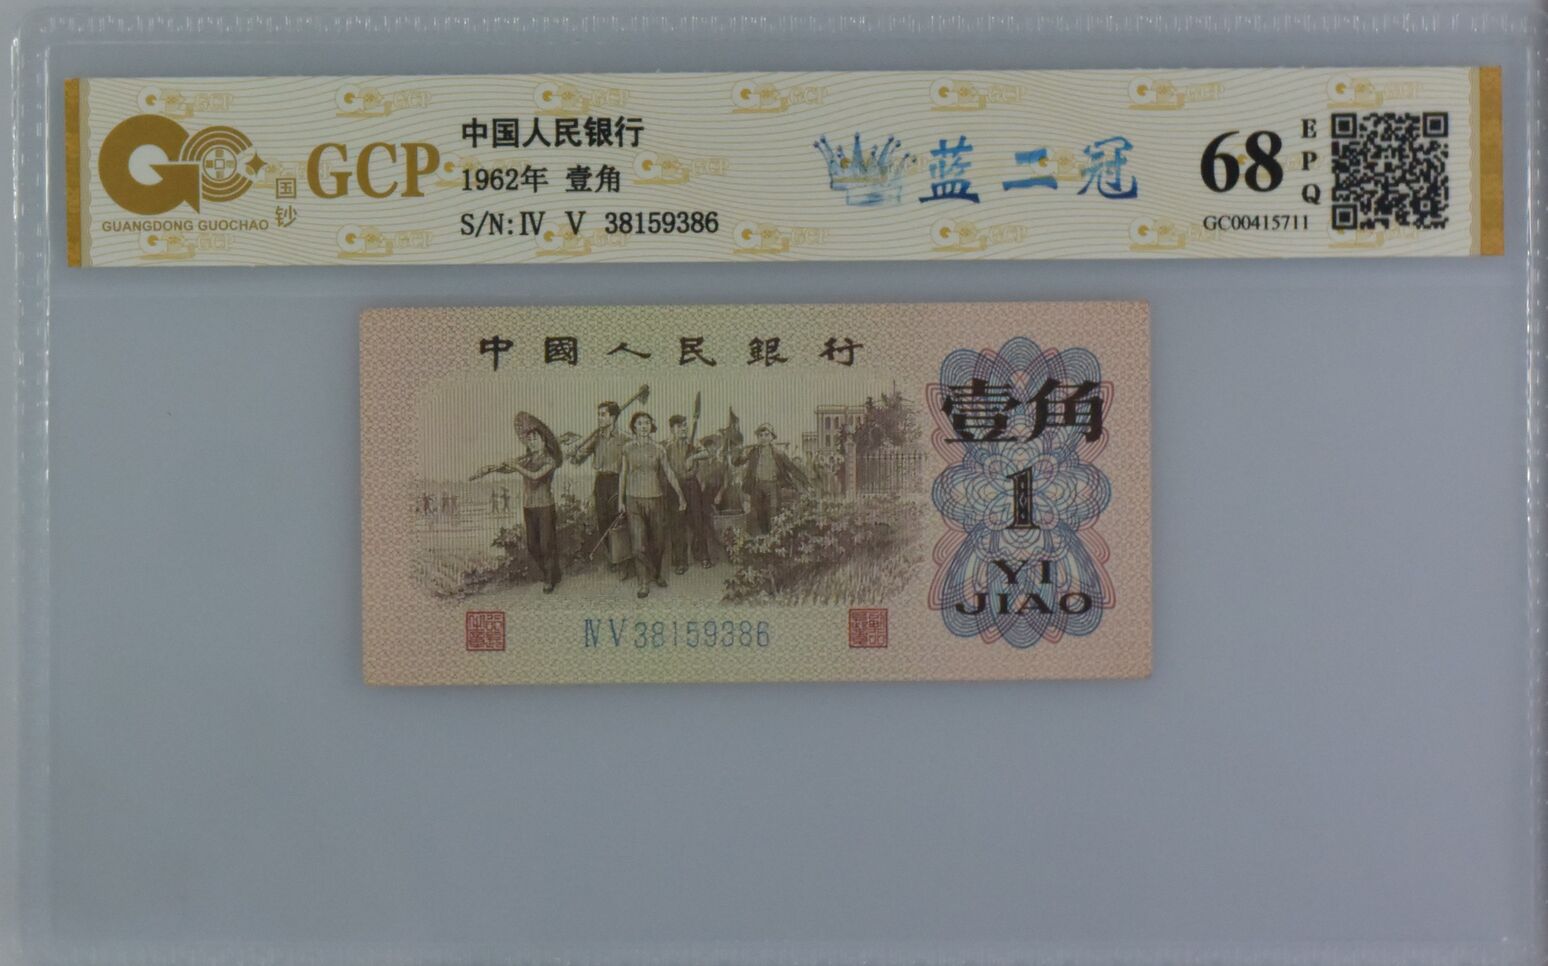 GCP
GUANGDONG GUOCHAO
国钞
中国人民银行
1962年 壹角
S/N: IV V 38159386
蓝二冠
68
EPQ
GC00415711
中國人民銀行
壹角
1
YI
JIAO
IV V 38159386